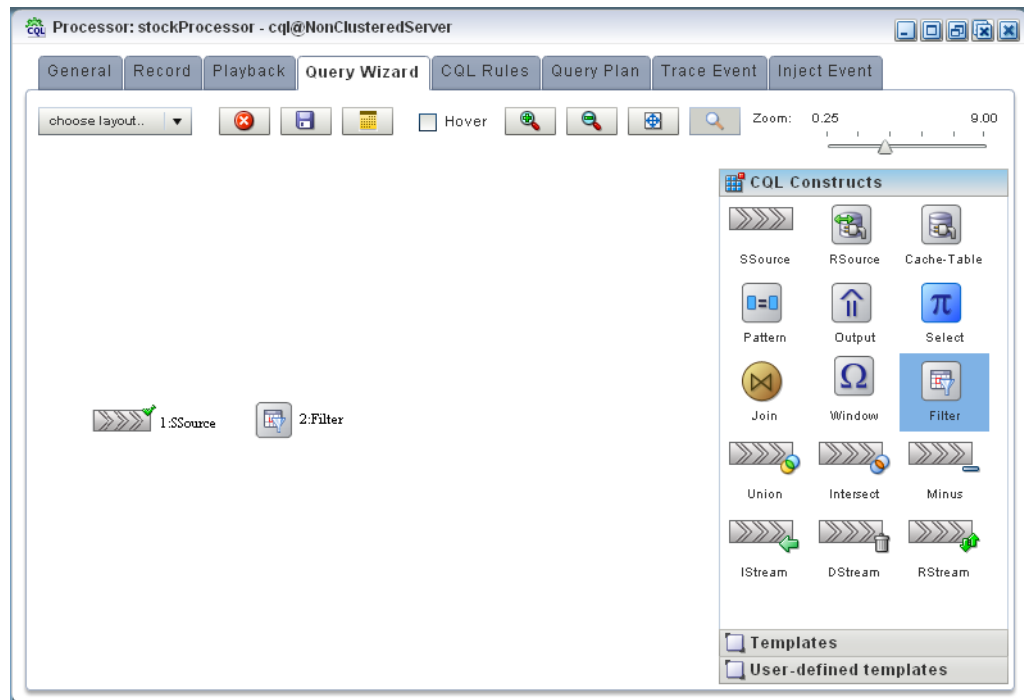 CQL Processor: stockProcessor - cql@NonClusteredServer
General Record Playback Query Wizard CQL Rules Query Plan Trace Event Inject Event
choose layout.. Hover Zoom: 0.25 9.00
CQL Constructs
SSource RSource Cache-Table
Pattern Output Select
Join Window Filter
1:SSource 2:Filter
Union Intersect Minus
IStream DStream RStream
Templates
User-defined templates